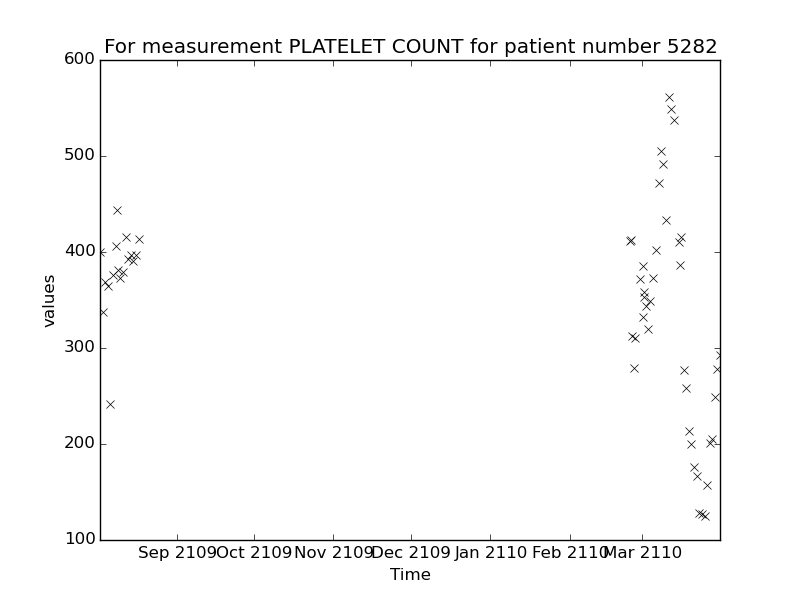 For measurement PLATELET COUNT for patient number 5282
600
500
400
300
200
100
values
Sep 2109 Oct 2109 Nov 2109 Dec 2109 Jan 2110 Feb 2110 Mar 2110
Time